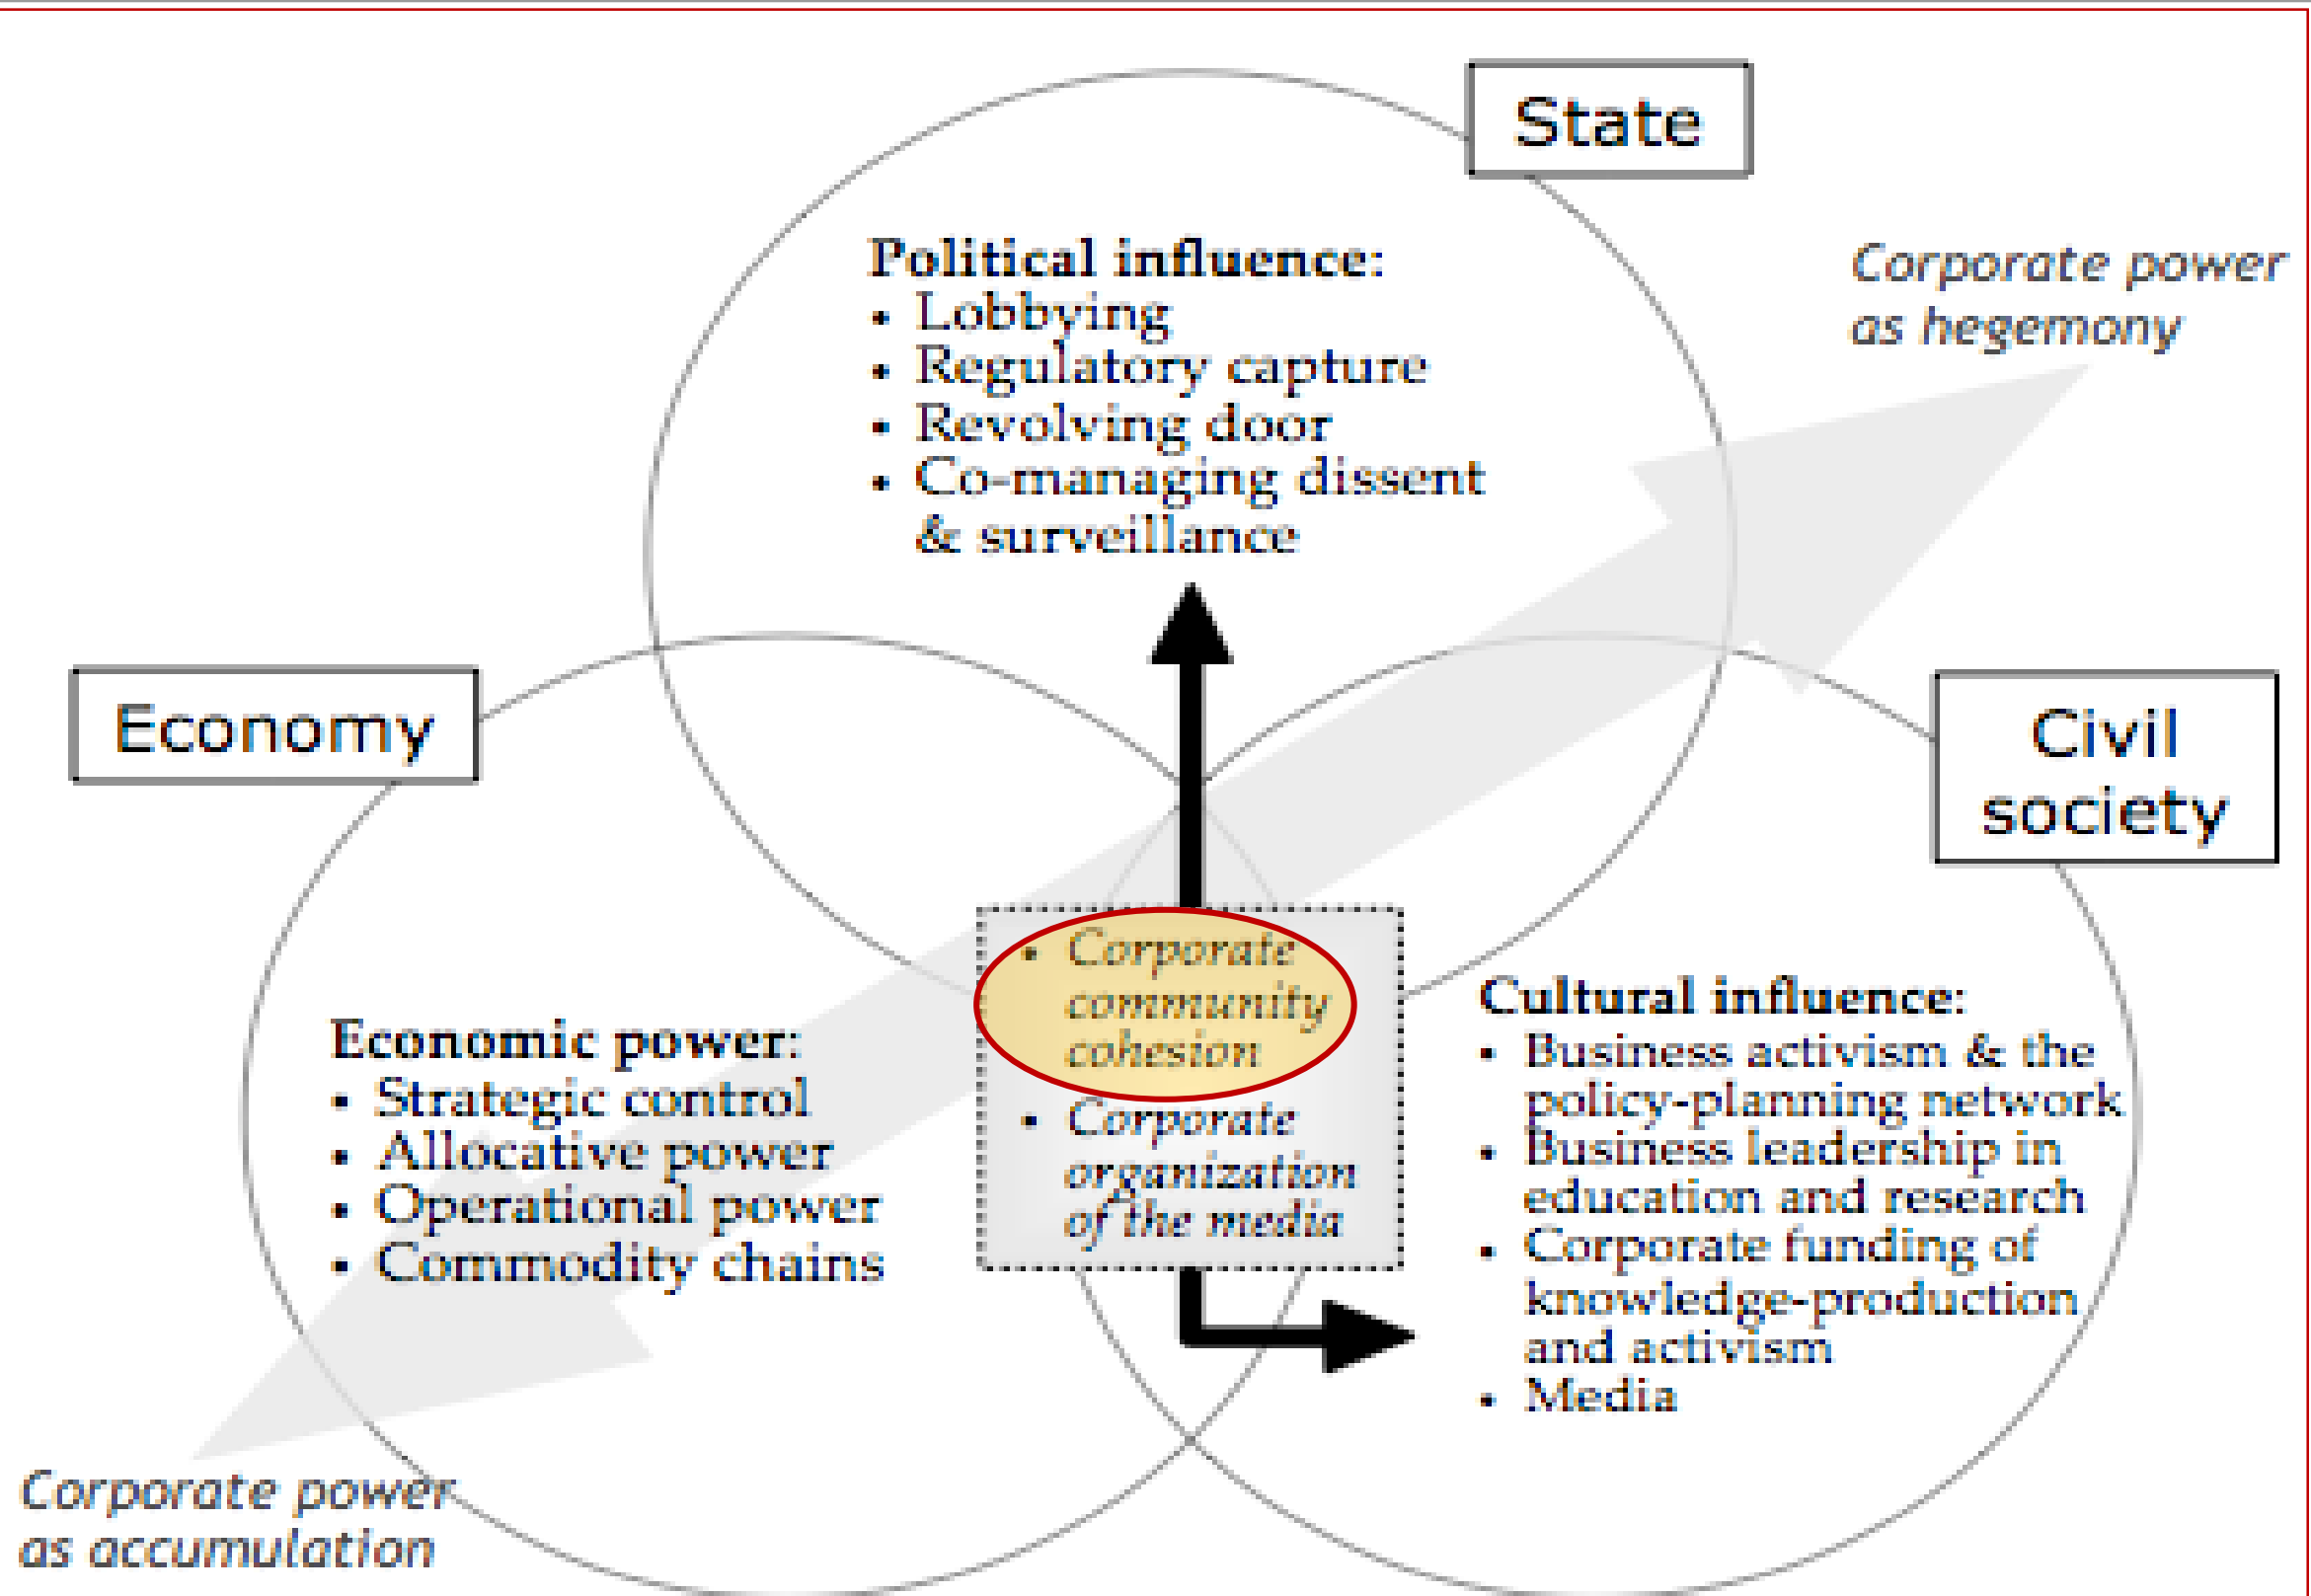 State
Political influence:
• Lobbying
• Regulatory capture
• Revolving door
• Co-managing dissent
& surveillance
Corporate power
as hegemony
Economy
Civil
society
• Corporate
community
cohesion
• Corporate
organization
of the media
Economic power:
• Strategic control
• Allocative power
• Operational power
• Commodity chains
Cultural influence:
• Business activism & the
policy-planning network
• Business leadership in
education and research
• Corporate funding of
knowledge-production
and activism
• Media
Corporate power
as accumulation